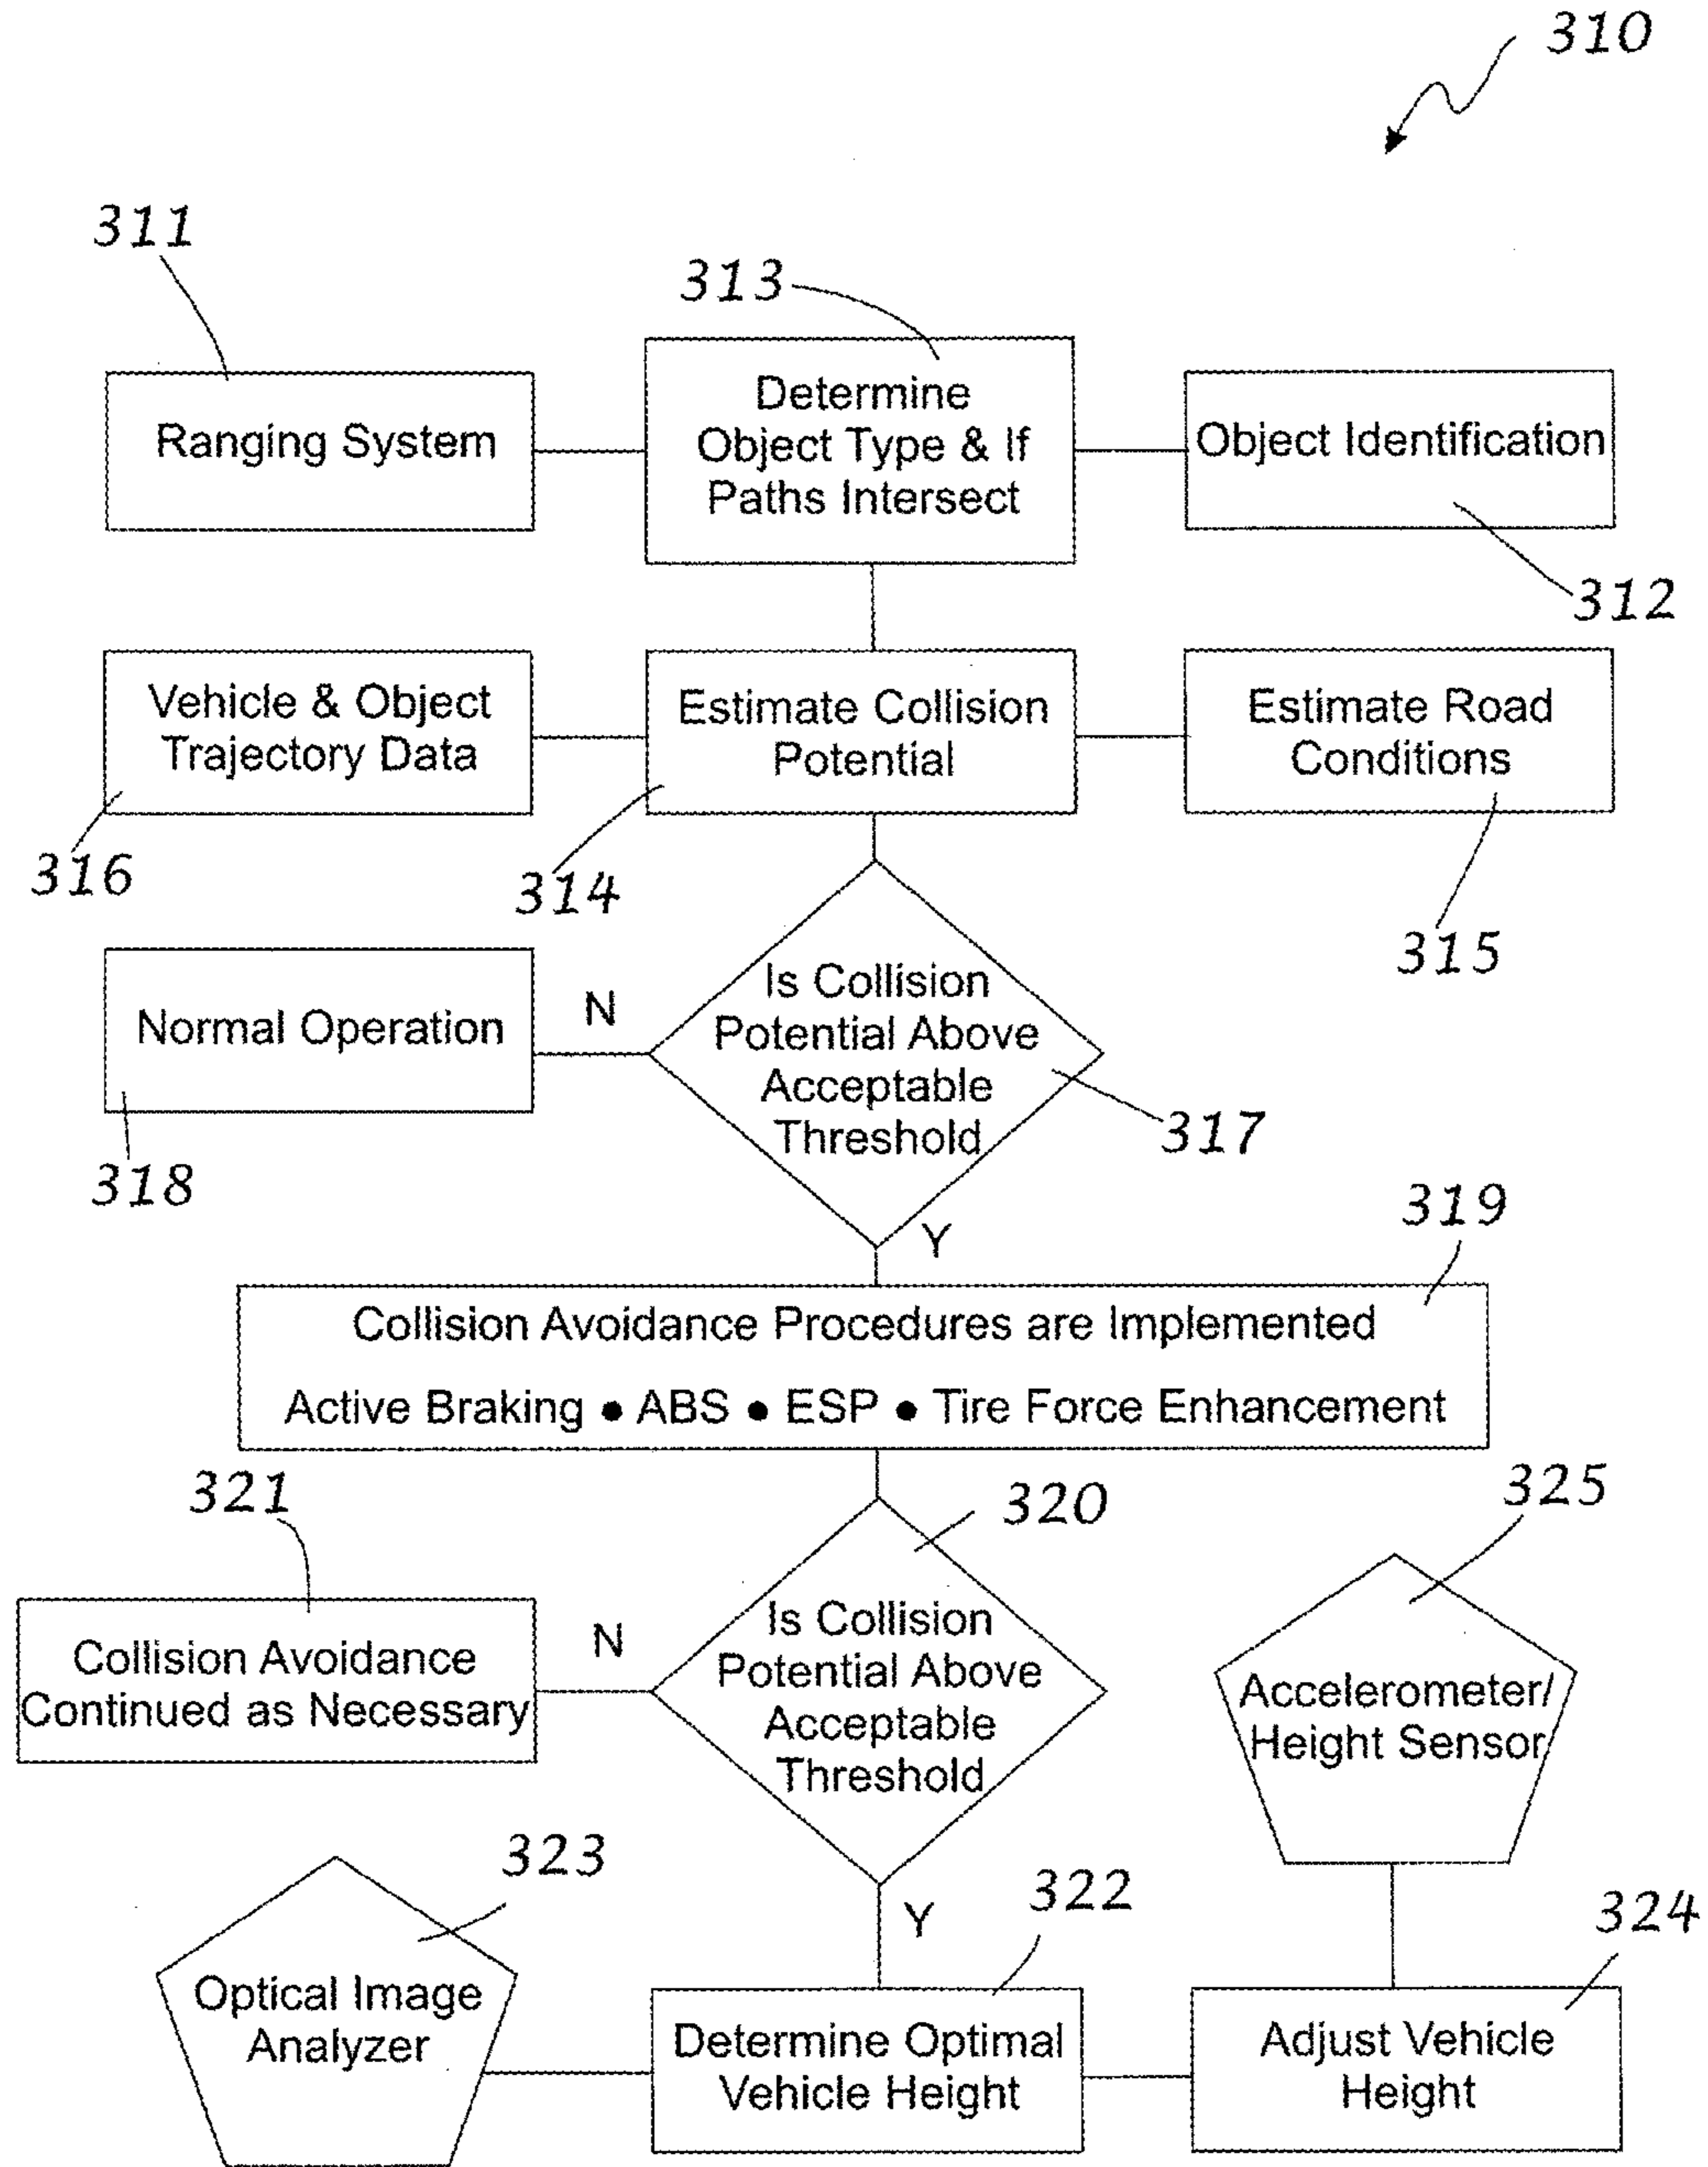 310
311
313
Ranging System
Determine
Object Type & If
Paths Intersect
Object Identification
312
Vehicle & Object
Trajectory Data
Estimate Collision
Potential
Estimate Road
Conditions
316
314
315
Normal Operation
N
Is Collision
Potential Above
Acceptable
Threshold
317
318
Y
319
Collision Avoidance Procedures are Implemented
Active Braking ● ABS ● ESP ● Tire Force Enhancement
321
320
325
Collision Avoidance
Continued as Necessary
N
Is Collision
Potential Above
Acceptable
Threshold
Accelerometer/
Height Sensor
323
Y
322
324
Optical Image
Analyzer
Determine Optimal
Vehicle Height
Adjust Vehicle
Height